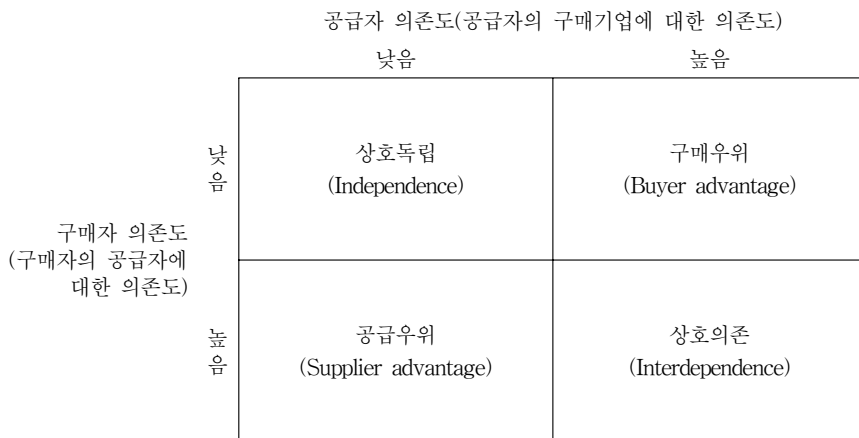 공급자 의존도(공급자의 구매기업에 대한 의존도)
낮음 높음
낮음
상호독립
(Independence)
구매우위
(Buyer advantage)
구매자 의존도
(구매자의 공급자에
대한 의존도)
높음
공급우위
(Supplier advantage)
상호의존
(Interdependence)